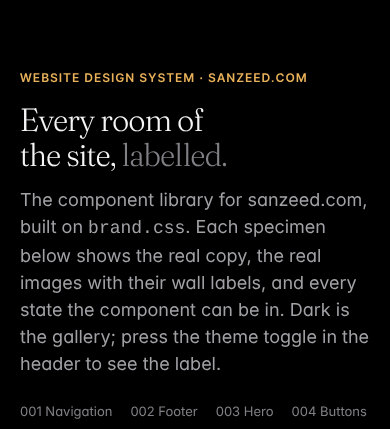 WEBSITE DESIGN SYSTEM · SANZEED.COM
Every room of
the site, labelled.
The component library for sanzeed.com,
built on brand.css. Each specimen
below shows the real copy, the real
images with their wall labels, and every
state the component can be in. Dark is
the gallery; press the theme toggle in the
header to see the label.
001 Navigation 002 Footer 003 Hero 004 Buttons